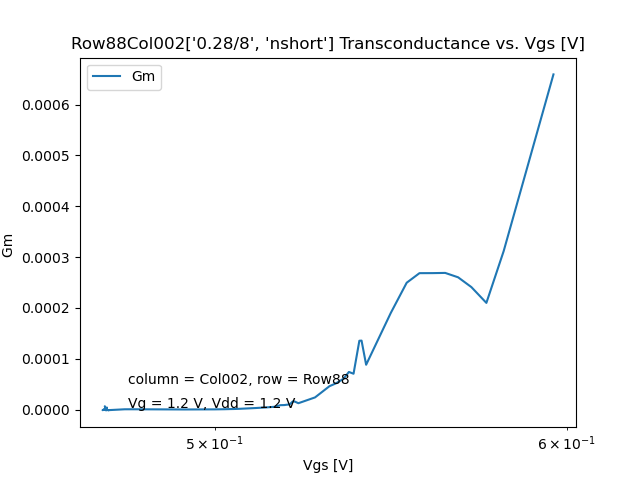 Row88Col002['0.28/8', 'nshort'] Transconductance vs. Vgs [V]
Gm
0.0006
0.0005
0.0004
0.0003
0.0002
0.0001
0.0000
Gm
column = Col002, row = Row88
Vg = 1.2 V, Vdd = 1.2 V
5 × 10⁻¹
6 × 10⁻¹
Vgs [V]